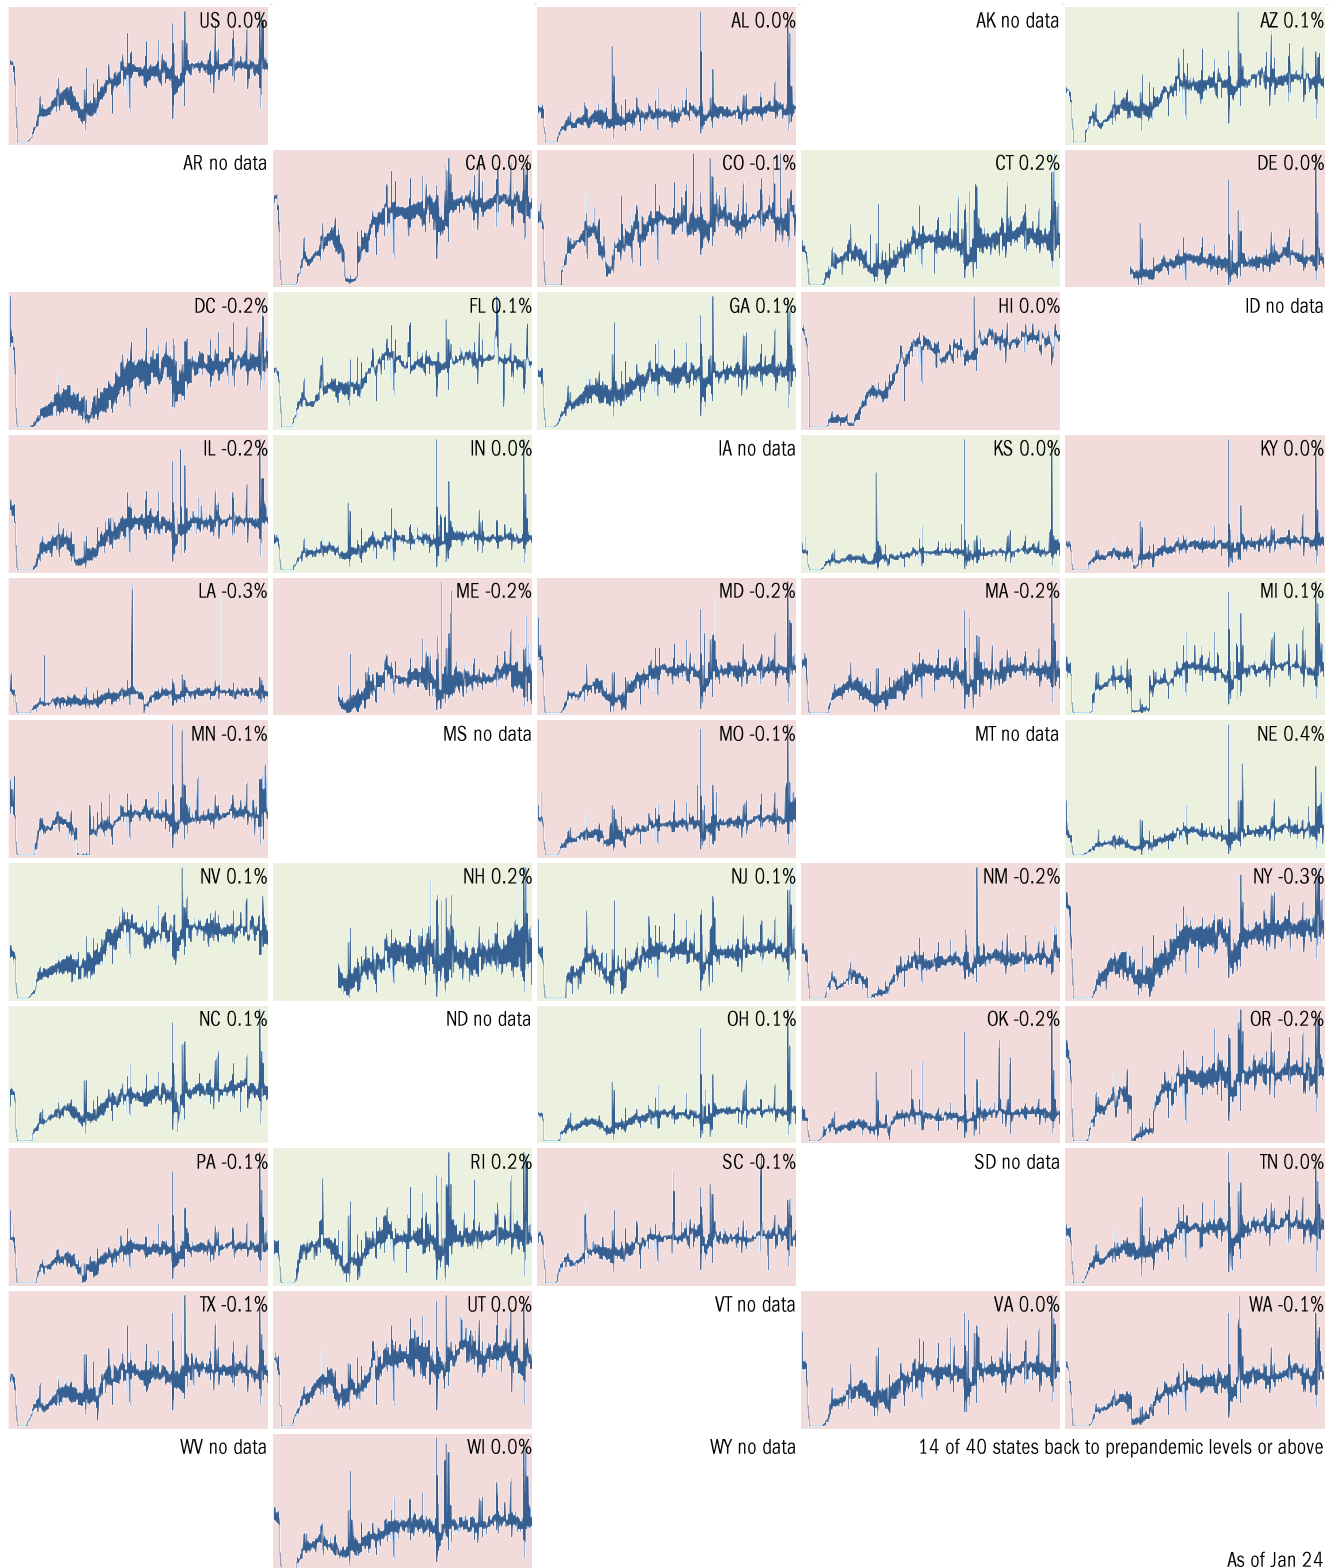 US 0.0%
AL 0.0%
AK no data
AZ 0.1%
AR no data
CA 0.0%
CO -0.1%
CT 0.2%
DE 0.0%
DC -0.2%
FL 0.1%
GA 0.1%
HI 0.0%
ID no data
IL -0.2%
IN 0.0%
IA no data
KS 0.0%
KY 0.0%
LA -0.3%
ME -0.2%
MD -0.2%
MA -0.2%
MI 0.1%
MN -0.1%
MS no data
MO -0.1%
MT no data
NE 0.4%
NV 0.1%
NH 0.2%
NJ 0.1%
NM -0.2%
NY -0.3%
NC 0.1%
ND no data
OH 0.1%
OK -0.2%
OR -0.2%
PA -0.1%
RI 0.2%
SC -0.1%
SD no data
TN 0.0%
TX -0.1%
UT 0.0%
VT no data
VA 0.0%
WA -0.1%
WV no data
WI 0.0%
WY no data
14 of 40 states back to prepandemic levels or above
As of Jan 24